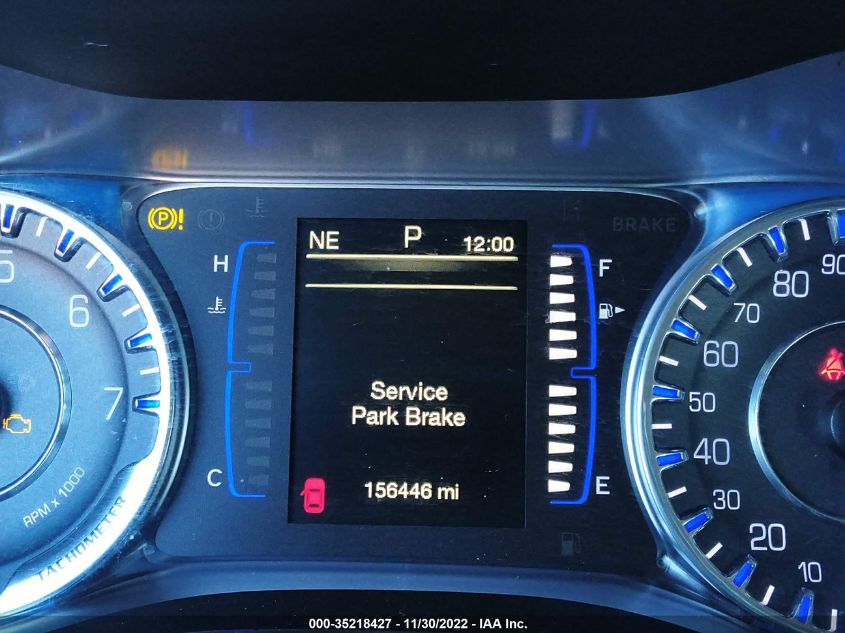 NE P 12:00
BRAKE
H
F
5
6
7
RPM x 1000
TACHOMETER
Service
Park Brake
C
E
156446 mi
90
80
70
60
50
40
30
20
10
000-35218427 - 11/30/2022 - IAA Inc.